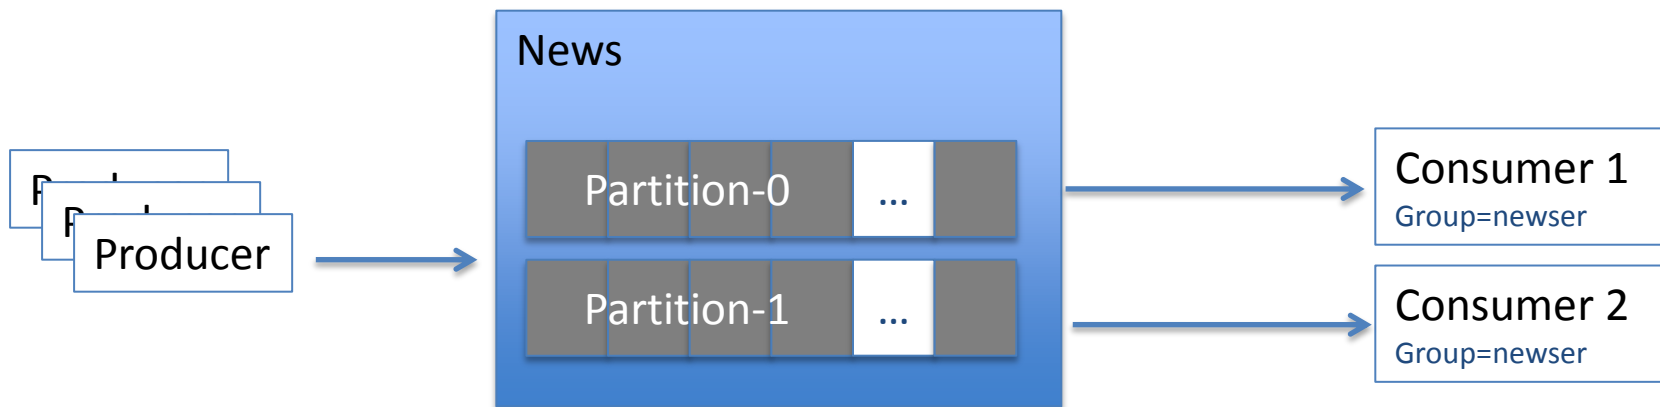 News
Producer
Partition-0 ...
Partition-1 ...
Consumer 1
Group=newser
Consumer 2
Group=newser